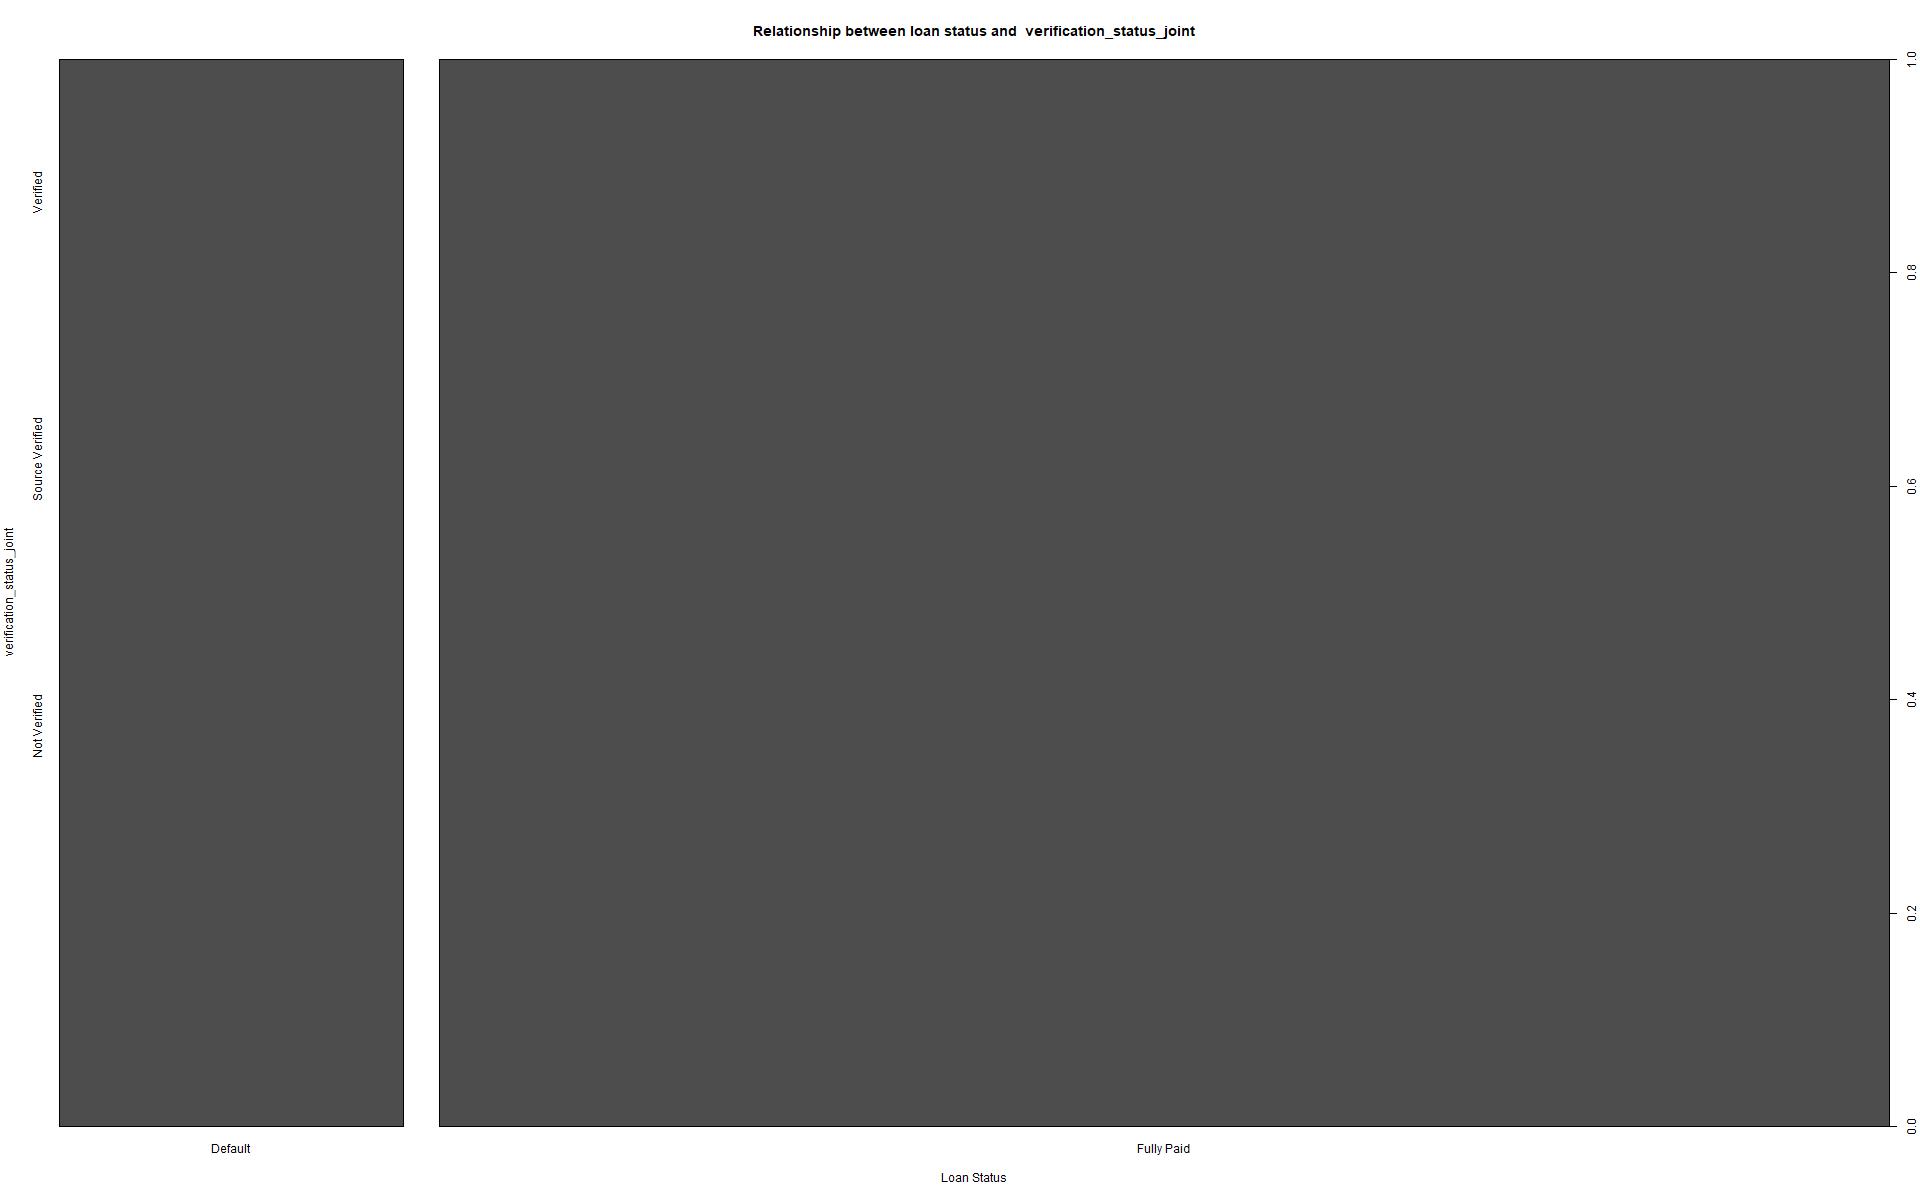 Relationship between loan status and  verification_status_joint
1.0
Verified
0.8
Source Verified
0.6
verification_status_joint
Not Verified
0.4
0.2
0.0
Default
Fully Paid
Loan Status